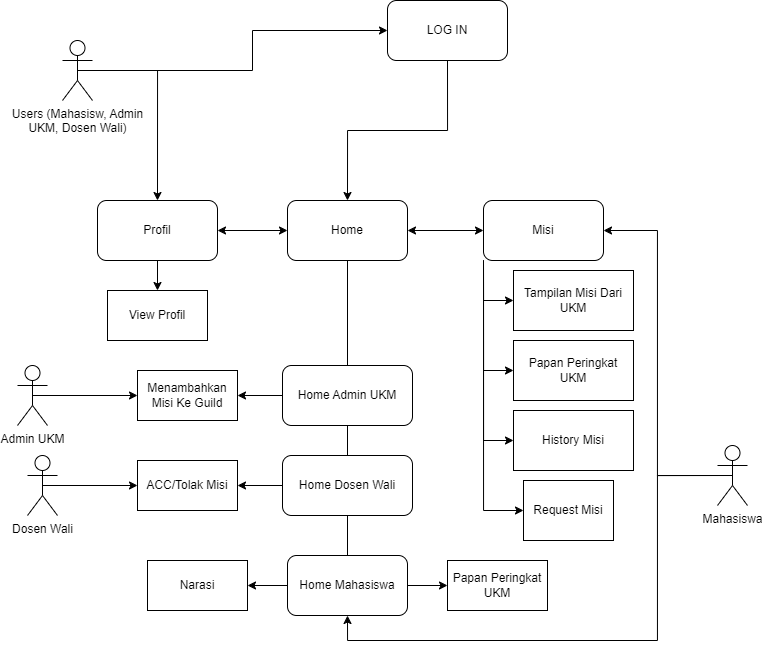 LOG IN
Users (Mahasisw, Admin
UKM, Dosen Wali)
Profil
Home
Misi
View Profil
Tampilan Misi Dari
UKM
Papan Peringkat
UKM
Menambahkan
Misi Ke Guild
Home Admin UKM
Admin UKM
History Misi
ACC/Tolak Misi
Home Dosen Wali
Request Misi
Dosen Wali
Mahasiswa
Narasi
Home Mahasiswa
Papan Peringkat
UKM